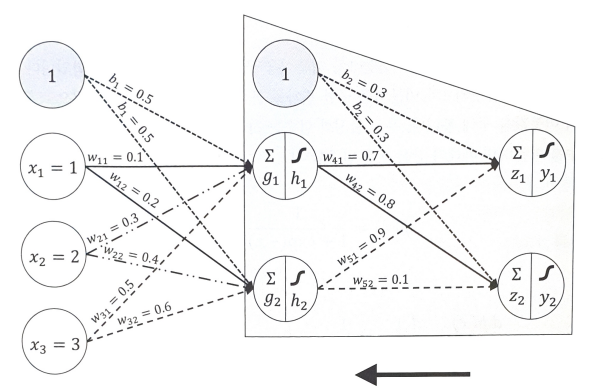 1
1
b₁ = 0.5
b₁ = 0.5
b₂ = 0.3
b₂ = 0.3
x₁ = 1
w₁₁ = 0.1
w₁₂ = 0.2
Σ ∫
g₁ h₁
w₄₁ = 0.7
w₄₂ = 0.8
Σ ∫
z₁ y₁
x₂ = 2
w₂₁ = 0.3
w₂₂ = 0.4
w₅₁ = 0.9
w₅₂ = 0.1
Σ ∫
g₂ h₂
Σ ∫
z₂ y₂
x₃ = 3
w₃₁ = 0.5
w₃₂ = 0.6